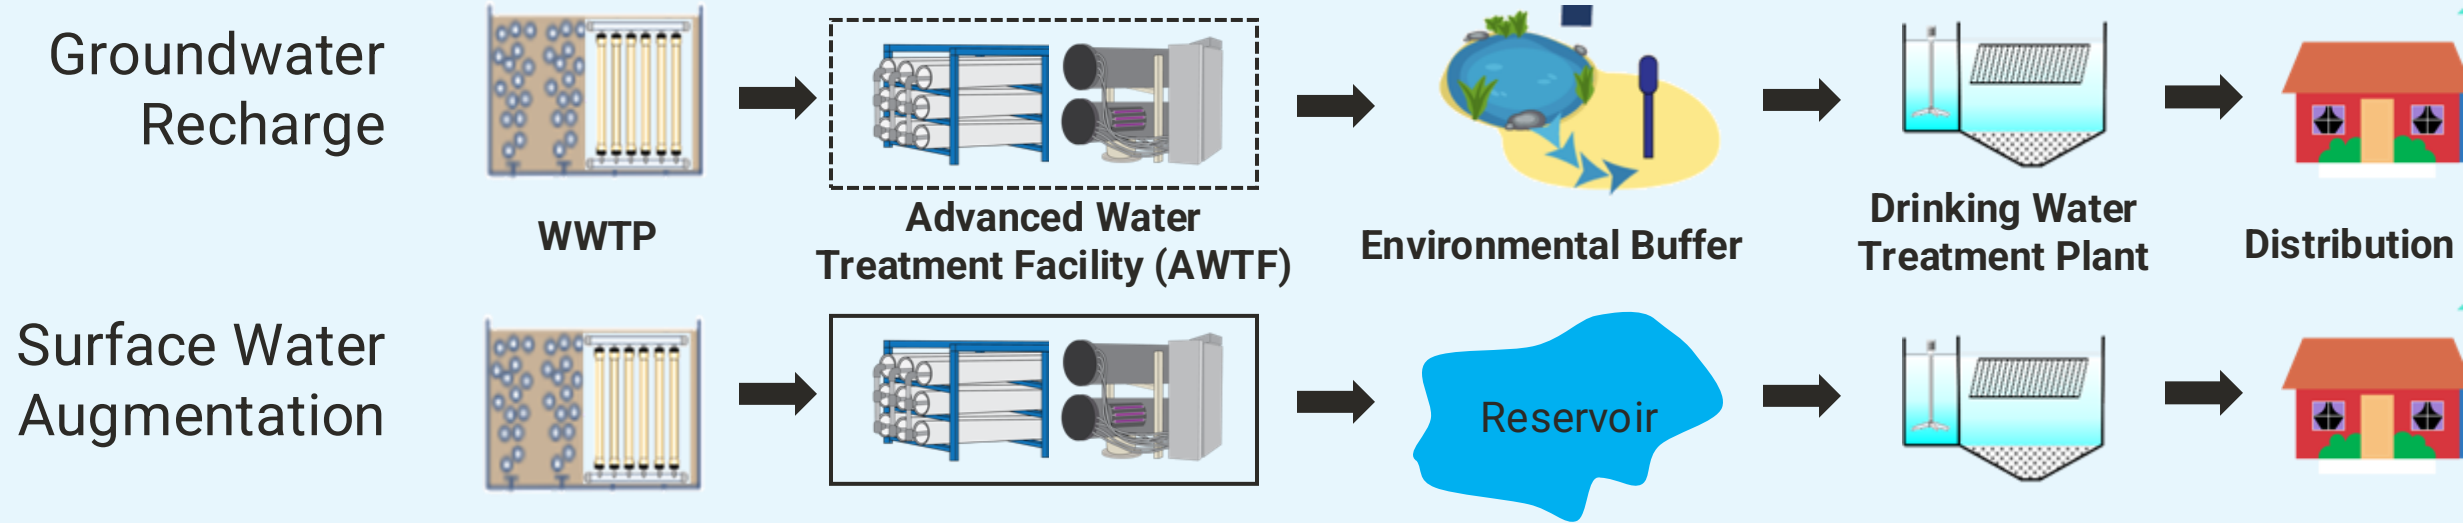 Groundwater
Recharge
WWTP
Advanced Water
Treatment Facility (AWTF)
Environmental Buffer
Drinking Water
Treatment Plant
Distribution
Surface Water
Augmentation
Reservoir